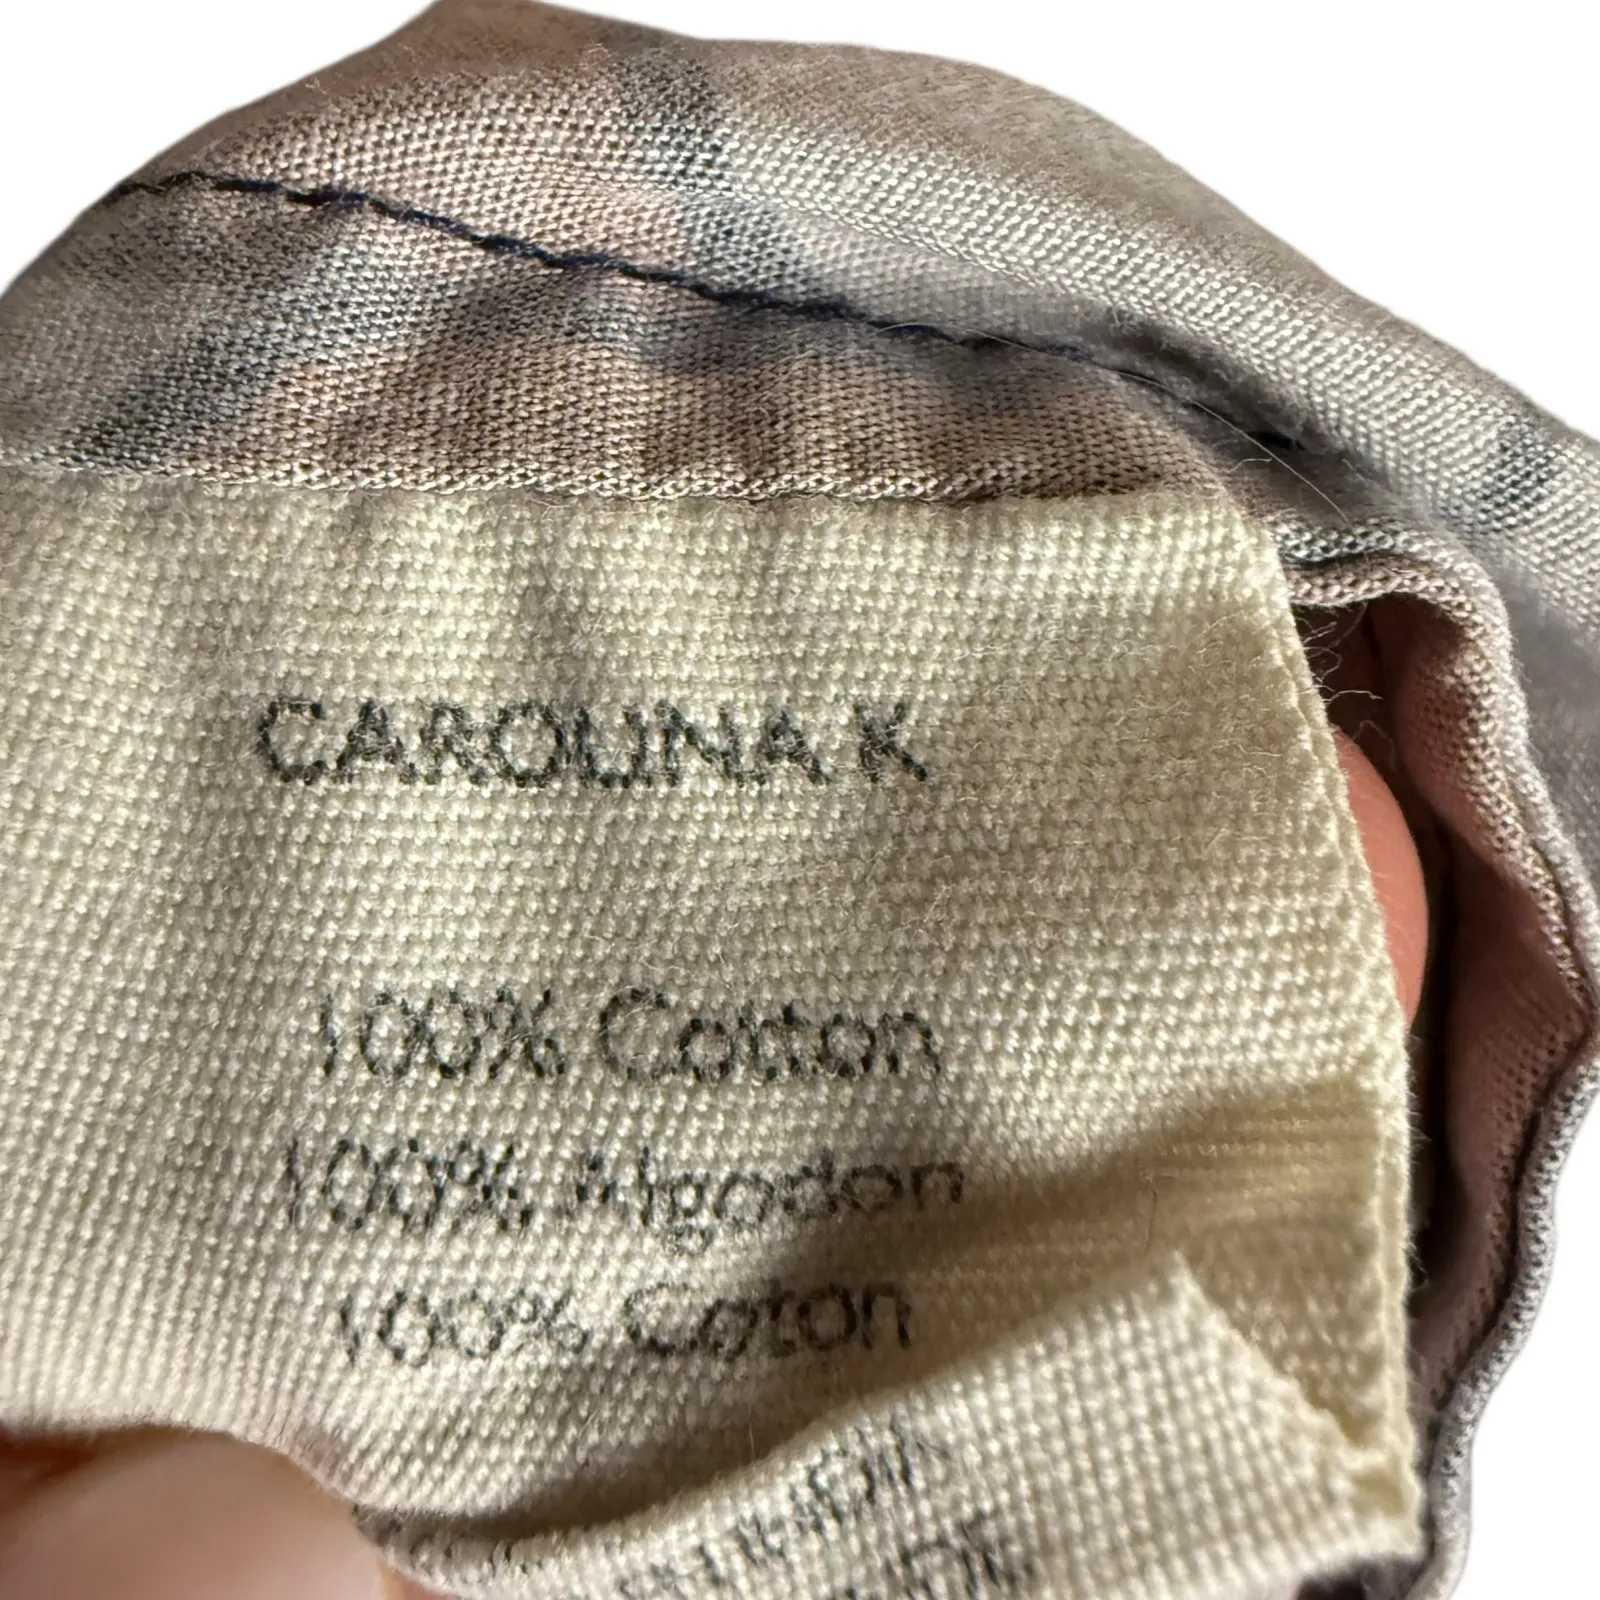 CAROLINA K
100% Cotton
100% Algodon
100% Coton